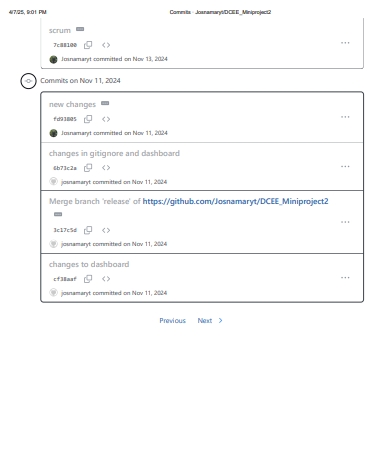 4/7/25, 9:01 PM Commits · Josnamaryt/DCEE_Miniproject2
scrum
7c88100
Josnamaryt committed on Nov 13, 2024
Commits on Nov 11, 2024
new changes
fd93805
Josnamaryt committed on Nov 11, 2024
changes in gitignore and dashboard
6b73c2a
josnamaryt committed on Nov 11, 2024
Merge branch 'release' of https://github.com/Josnamaryt/DCEE_Miniproject2
3c17c5d
josnamaryt committed on Nov 11, 2024
changes to dashboard
cf38aaf
josnamaryt committed on Nov 11, 2024
Previous Next